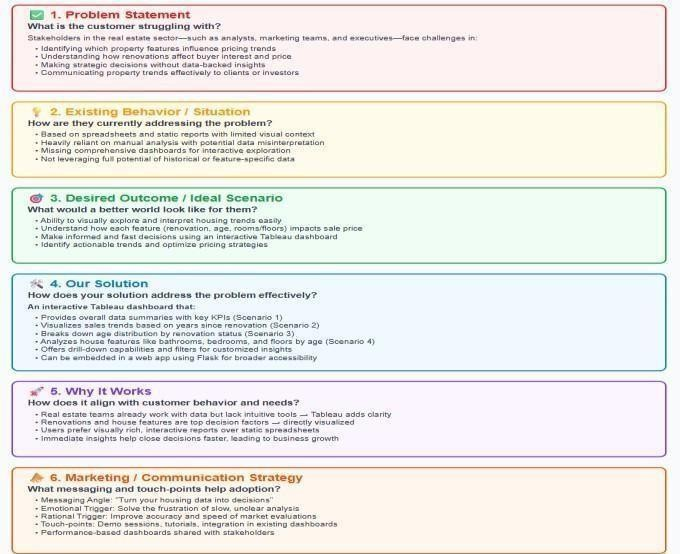 ✅ 1. Problem Statement
What is the customer struggling with?
Stakeholders in the real estate sector—such as analysts, marketing teams, and executives—face challenges in:
• Identifying which property features influence pricing trends
• Understanding how renovations affect buyer interest and price
• Making strategic decisions without data-backed insights
• Communicating property trends effectively to clients or investors
💡 2. Existing Behavior / Situation
How are they currently addressing the problem?
• Based on spreadsheets and static reports with limited visual context
• Heavily reliant on manual analysis with potential data misinterpretation
• Missing comprehensive dashboards for interactive exploration
• Not leveraging full potential of historical or feature-specific data
🎯 3. Desired Outcome / Ideal Scenario
What would a better world look like for them?
• Ability to visually explore and interpret housing trends easily
• Understand how each feature (renovation, age, rooms/floors) impacts sale price
• Make informed and fast decisions using an interactive Tableau dashboard
• Identify actionable trends and optimize pricing strategies
🛠 4. Our Solution
How does your solution address the problem effectively?
An interactive Tableau dashboard that:
• Provides overall data summaries with key KPIs (Scenario 1)
• Visualizes sales trends based on years since renovation (Scenario 2)
• Breaks down age distribution by renovation status (Scenario 3)
• Analyzes house features like bathrooms, bedrooms, and floors by age (Scenario 4)
• Offers drill-down capabilities and filters for customized insights
• Can be embedded in a web app using Flask for broader accessibility
🚀 5. Why It Works
How does it align with customer behavior and needs?
• Real estate teams already work with data but lack intuitive tools → Tableau adds clarity
• Renovations and house features are top decision factors → directly visualized
• Users prefer visually rich, interactive reports over static spreadsheets
• Immediate insights help close decisions faster, leading to business growth
📣 6. Marketing / Communication Strategy
What messaging and touch-points help adoption?
• Messaging Angle: "Turn your housing data into decisions"
• Emotional Trigger: Solve the frustration of slow, unclear analysis
• Rational Trigger: Improve accuracy and speed of market evaluations
• Touch-points: Demo sessions, tutorials, integration in existing dashboards
• Performance-based dashboards shared with stakeholders